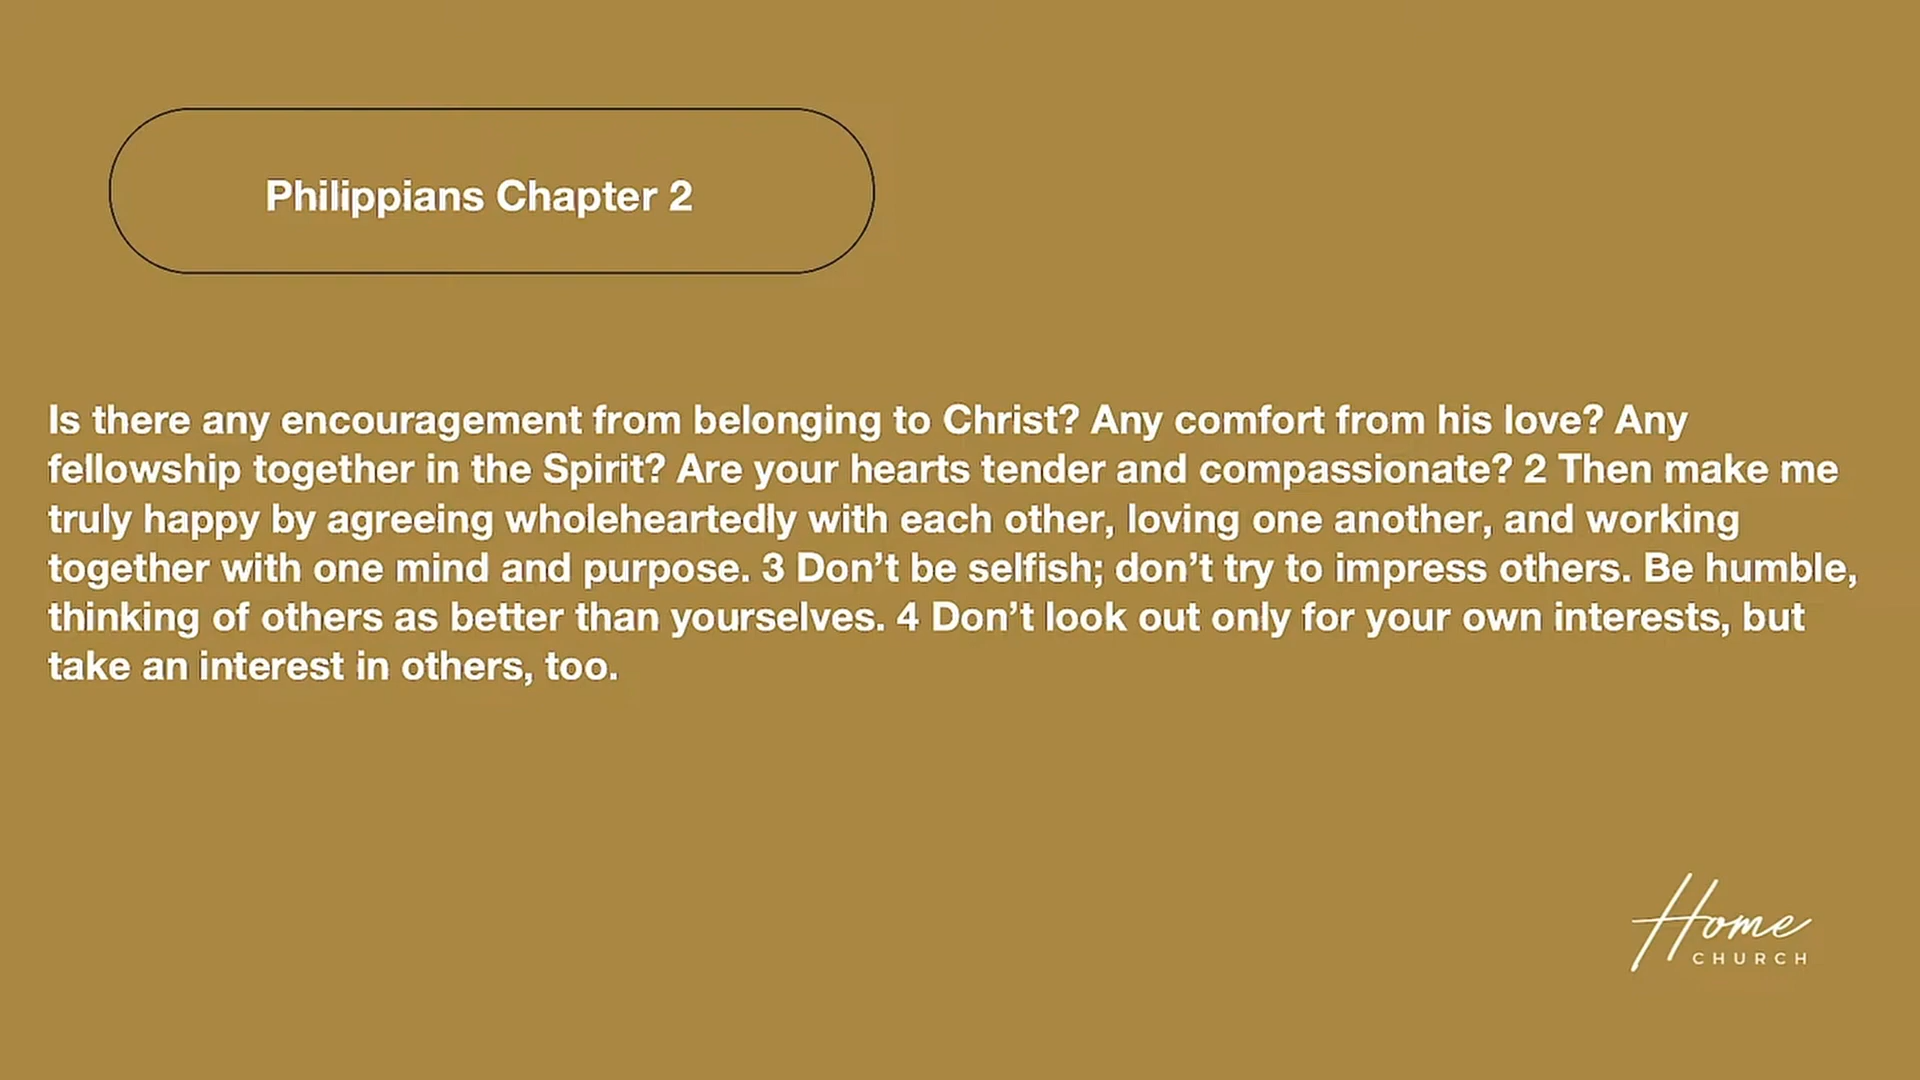 Philippians Chapter 2
Is there any encouragement from belonging to Christ? Any comfort from his love? Any
fellowship together in the Spirit? Are your hearts tender and compassionate? 2 Then make me
truly happy by agreeing wholeheartedly with each other, loving one another, and working
together with one mind and purpose. 3 Don’t be selfish; don’t try to impress others. Be humble,
thinking of others as better than yourselves. 4 Don’t look out only for your own interests, but
take an interest in others, too.
Home
CHURCH